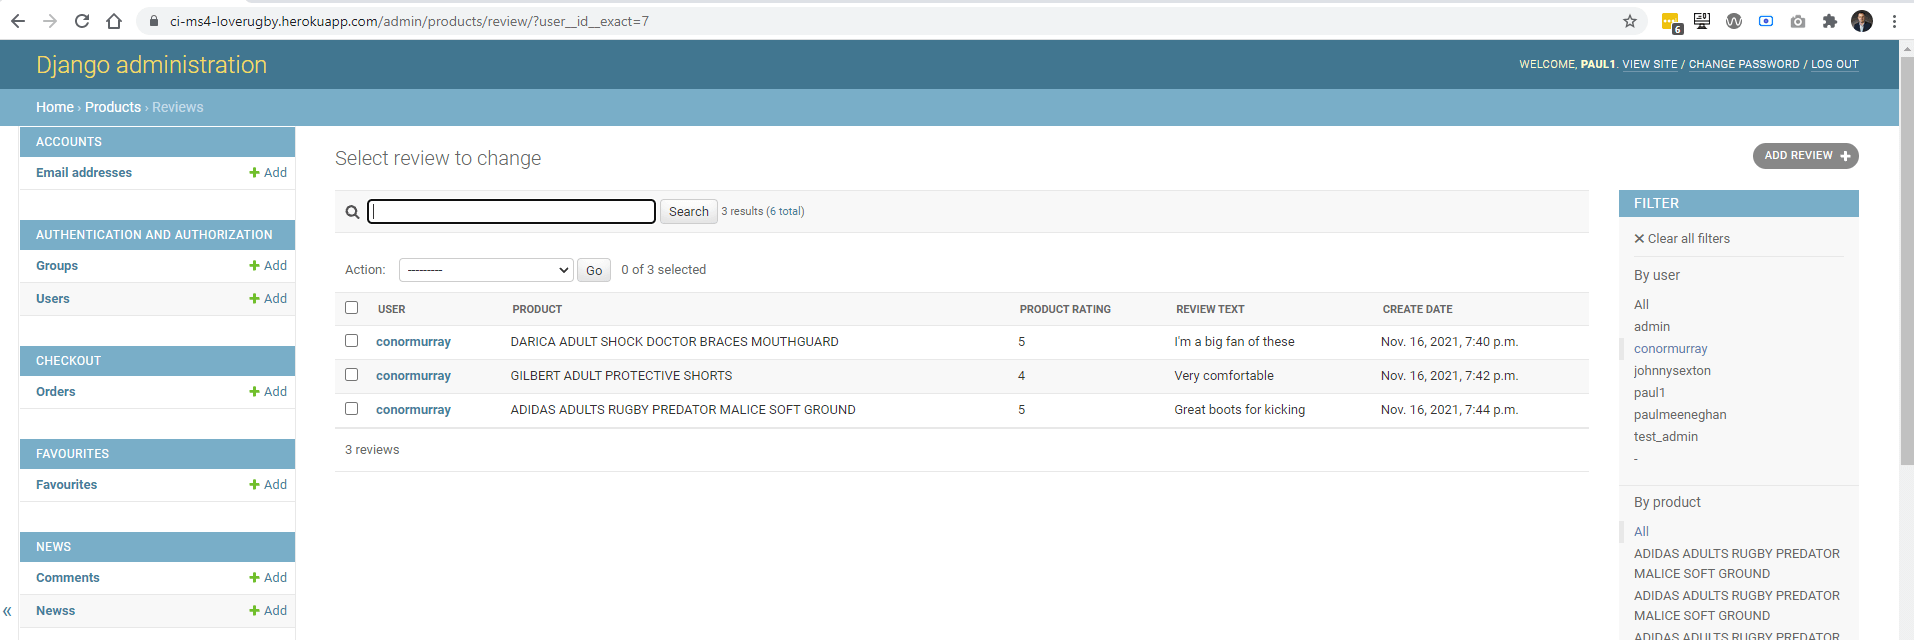 ci-ms4-loverugby.herokuapp.com/admin/products/review/?user__id__exact=7
6
Django administration
WELCOME, PAUL1. VIEW SITE / CHANGE PASSWORD / LOG OUT
Home › Products › Reviews
ACCOUNTS
Email addresses + Add
AUTHENTICATION AND AUTHORIZATION
Groups + Add
Users + Add
CHECKOUT
Orders + Add
FAVOURITES
Favourites + Add
NEWS
Comments + Add
Newss + Add
«
Select review to change
ADD REVIEW +
Search 3 results (6 total)
Action: --------- Go 0 of 3 selected
USER PRODUCT PRODUCT RATING REVIEW TEXT CREATE DATE
conormurray DARICA ADULT SHOCK DOCTOR BRACES MOUTHGUARD 5 I'm a big fan of these Nov. 16, 2021, 7:40 p.m.
conormurray GILBERT ADULT PROTECTIVE SHORTS 4 Very comfortable Nov. 16, 2021, 7:42 p.m.
conormurray ADIDAS ADULTS RUGBY PREDATOR MALICE SOFT GROUND 5 Great boots for kicking Nov. 16, 2021, 7:44 p.m.
3 reviews
FILTER
✕ Clear all filters
By user
All
admin
conormurray
johnnysexton
paul1
paulmeeneghan
test_admin
-
By product
All
ADIDAS ADULTS RUGBY PREDATOR
MALICE SOFT GROUND
ADIDAS ADULTS RUGBY PREDATOR
MALICE SOFT GROUND
ADIDAS ADULTS RUGBY PREDATOR